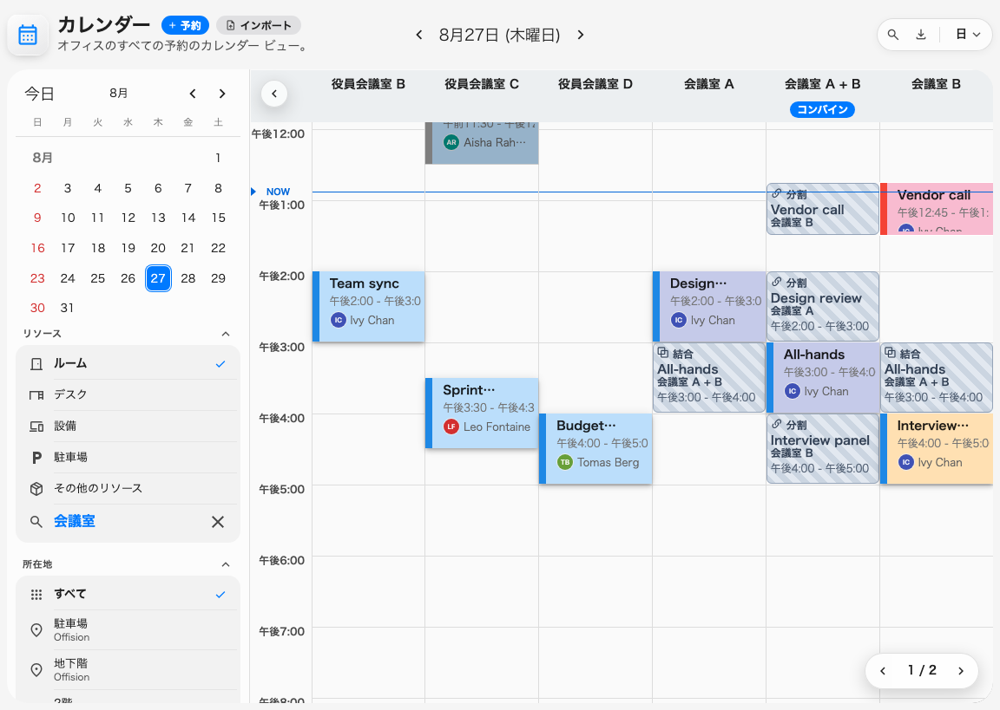 カレンダー
+ 予約
インポート
オフィスのすべての予約のカレンダー ビュー。
8月27日 (木曜日)
日
今日
8月
日 月 火 水 木 金 土
8月 1
2 3 4 5 6 7 8
9 10 11 12 13 14 15
16 17 18 19 20 21 22
23 24 25 26 27 28 29
30 31
リソース
ルーム
デスク
設備
駐車場
その他のリソース
会議室
所在地
すべて
駐車場
Offision
地下階
Offision
2階
役員会議室 B
役員会議室 C
役員会議室 D
会議室 A
会議室 A + B
コンバイン
会議室 B
午後12:00
NOW
午後1:00
午後2:00
午後3:00
午後4:00
午後5:00
午後6:00
午後7:00
午後8:00
Team sync
午後2:00 - 午後3:0
IC Ivy Chan
午前11:30 - 午後1
AR Aisha Rah…
Sprint…
午後3:30 - 午後4:3
LF Leo Fontaine
Budget…
午後4:00 - 午後5:0
TB Tomas Berg
Design…
午後2:00 - 午後3:0
IC Ivy Chan
結合
All-hands
会議室 A + B
午後3:00 - 午後4:00
分割
Vendor call
会議室 B
分割
Design review
会議室 A
午後2:00 - 午後3:00
All-hands
午後3:00 - 午後4:0
IC Ivy Chan
分割
Interview panel
会議室 B
午後4:00 - 午後5:00
Vendor call
午後12:45 - 午後1:
IC Ivy Chan
結合
All-hands
会議室 A + B
午後3:00 - 午後4:00
Interview…
午後4:00 - 午後5:0
IC Ivy Chan
1 / 2